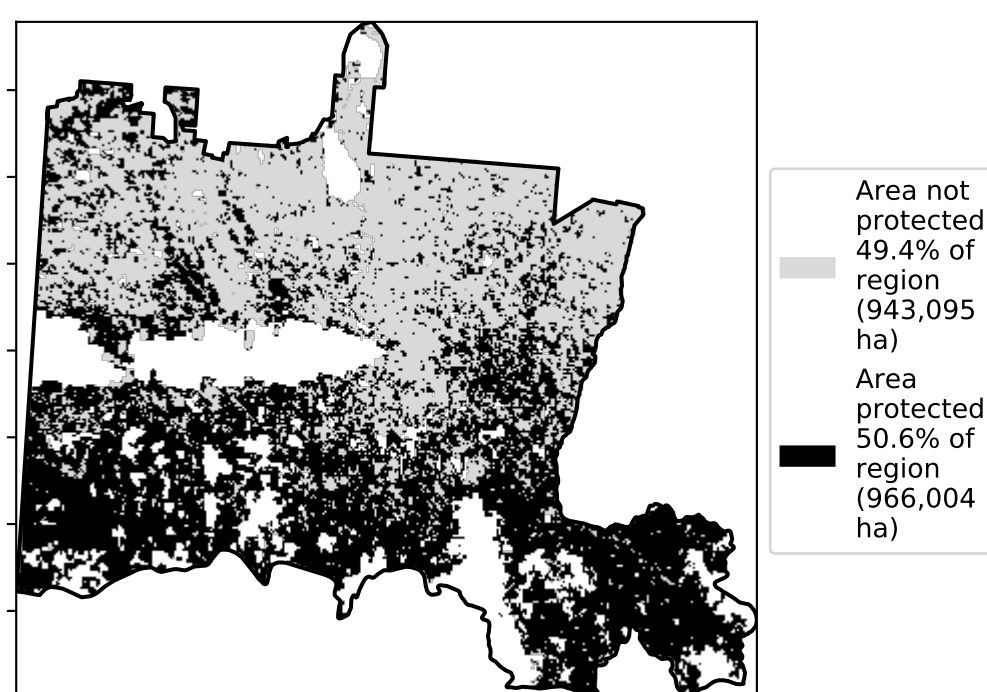 Area not
protected
49.4% of
region
(943,095
ha)
Area
protected
50.6% of
region
(966,004
ha)